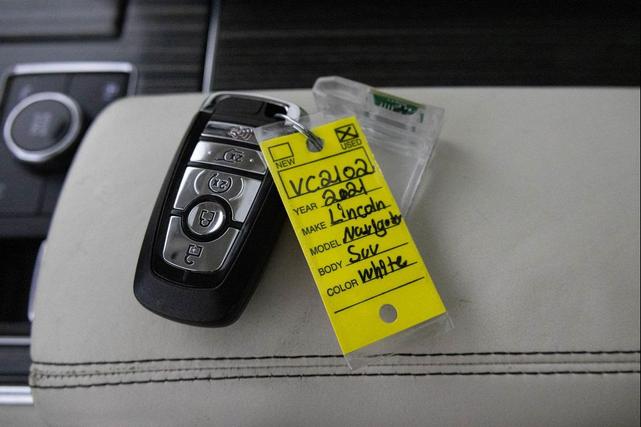 NEW
USED
VC2102
YEAR 2021
MAKE Lincoln
MODEL Navigator
BODY SUV
COLOR White